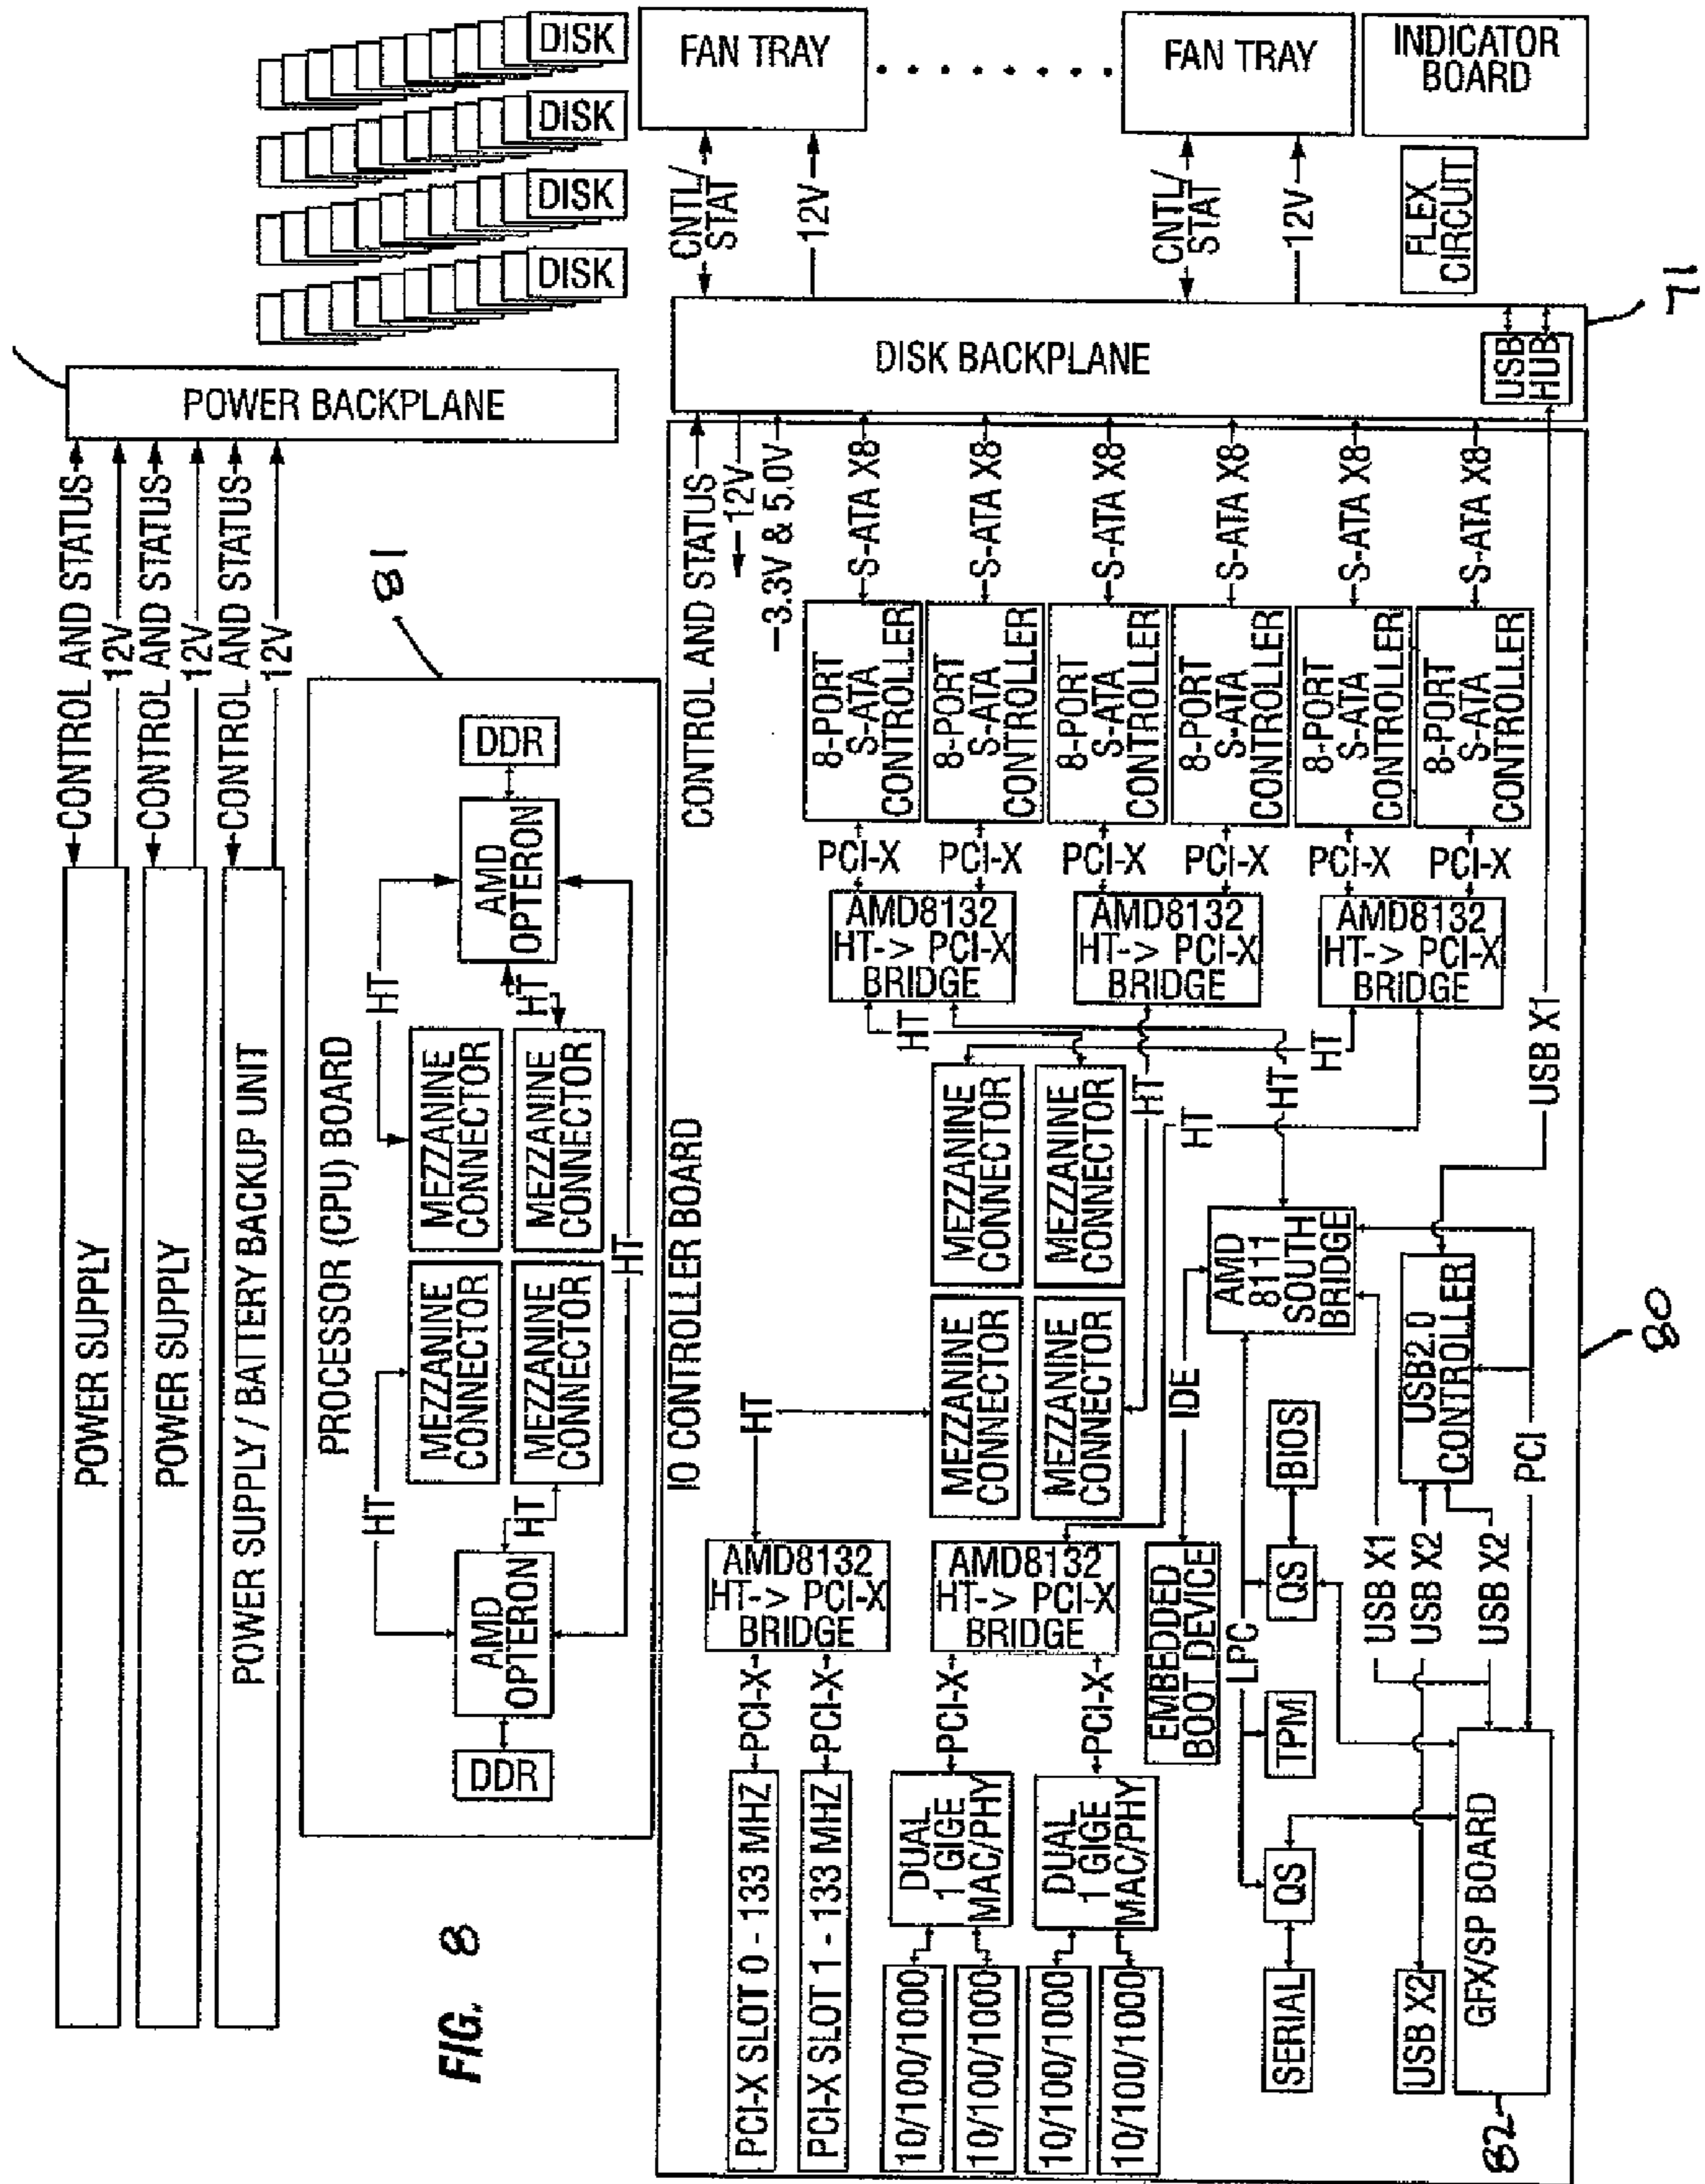 POWER SUPPLY
CONTROL AND STATUS
12V
POWER SUPPLY
CONTROL AND STATUS
12V
POWER SUPPLY / BATTERY BACKUP UNIT
CONTROL AND STATUS
12V
POWER BACKPLANE
DISK
DISK
DISK
DISK
FIG. 8
18
PROCESSOR (CPU) BOARD
DDR
AMD
OPTERON
HT
HT
MEZZANINE
CONNECTOR
MEZZANINE
CONNECTOR
MEZZANINE
CONNECTOR
MEZZANINE
CONNECTOR
HT
HT
HT
AMD
OPTERON
DDR
IO CONTROLLER BOARD
CONTROL AND STATUS
12V
3.3V & 5.0V
PCI-X SLOT 0 - 133 MHZ
PCI-X
PCI-X SLOT 1 - 133 MHZ
PCI-X
AMD8132
HT-> PCI-X
BRIDGE
HT
10/100/1000
10/100/1000
DUAL
1 GIGE
MAC/PHY
PCI-X
10/100/1000
10/100/1000
DUAL
1 GIGE
MAC/PHY
PCI-X
AMD8132
HT-> PCI-X
BRIDGE
MEZZANINE
CONNECTOR
MEZZANINE
CONNECTOR
MEZZANINE
CONNECTOR
MEZZANINE
CONNECTOR
HT
HT
HT
HT
HT
AMD8132
HT-> PCI-X
BRIDGE
AMD8132
HT-> PCI-X
BRIDGE
AMD8132
HT-> PCI-X
BRIDGE
PCI-X
PCI-X
PCI-X
PCI-X
PCI-X
PCI-X
8-PORT
S-ATA
CONTROLLER
8-PORT
S-ATA
CONTROLLER
8-PORT
S-ATA
CONTROLLER
8-PORT
S-ATA
CONTROLLER
8-PORT
S-ATA
CONTROLLER
8-PORT
S-ATA
CONTROLLER
S-ATA X8
S-ATA X8
S-ATA X8
S-ATA X8
S-ATA X8
S-ATA X8
EMBEDDED
BOOT DEVICE
IDE
AMD
8111
SOUTH
BRIDGE
LPC
SERIAL
QS
TPM
QS
BIOS
USB X1
USB X2
USB X2
USB X2
USB2.0
CONTROLLER
USB X1
PCI
GFX/SP BOARD
82
80
DISK BACKPLANE
USB
HUB
71
CNTL/
STAT
12V
FAN TRAY
CNTL/
STAT
12V
FAN TRAY
FLEX
CIRCUIT
INDICATOR
BOARD